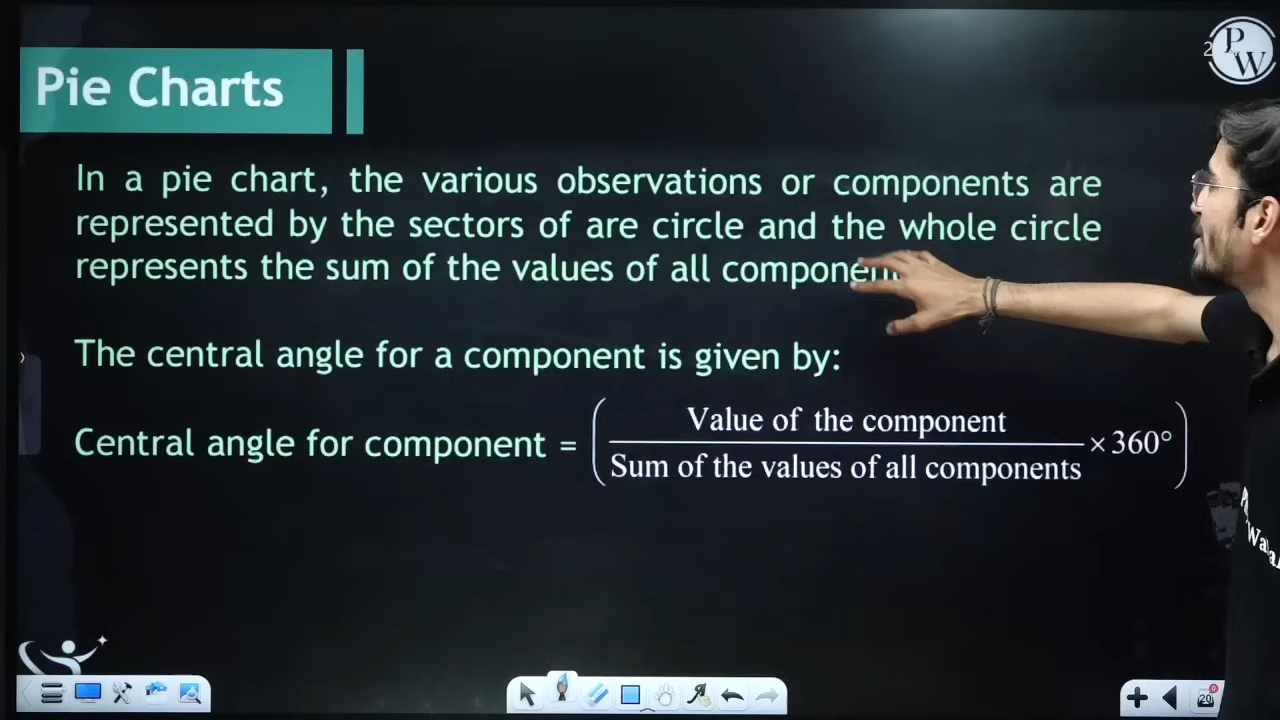 Pie Charts
PW
In a pie chart, the various observations or components are
represented by the sectors of are circle and the whole circle
represents the sum of the values of all
The central angle for a component is given by:
Central angle for component = ( Value of the component / Sum of the values of all components × 360° )
20